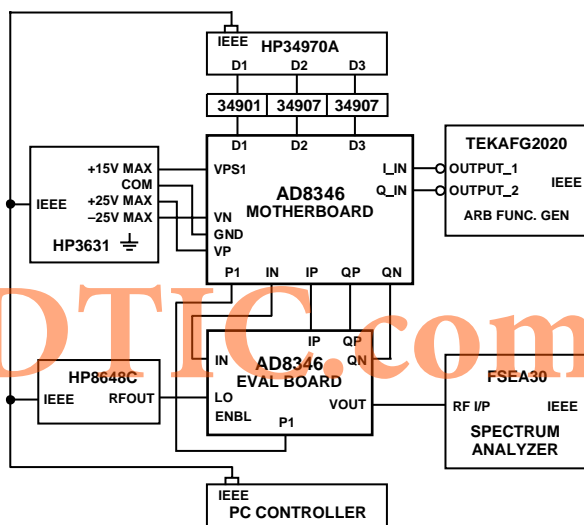 IEEE
HP34970A
D1 D2 D3
34901 34907 34907
D1 D2 D3
+15V MAX
COM
+25V MAX
–25V MAX
IEEE
HP3631
VPS1
VN
GND
VP
AD8346
MOTHERBOARD
I_IN
Q_IN
P1 IN IP QP QN
TEKAFG2020
OUTPUT_1
IEEE
OUTPUT_2
ARB FUNC. GEN
DTIC.com
HP8648C
IEEE RFOUT
IP QP
IN QN
AD8346
EVAL BOARD
LO
VOUT
ENBL
P1
FSEA30
RF I/P IEEE
SPECTRUM
ANALYZER
IEEE
PC CONTROLLER